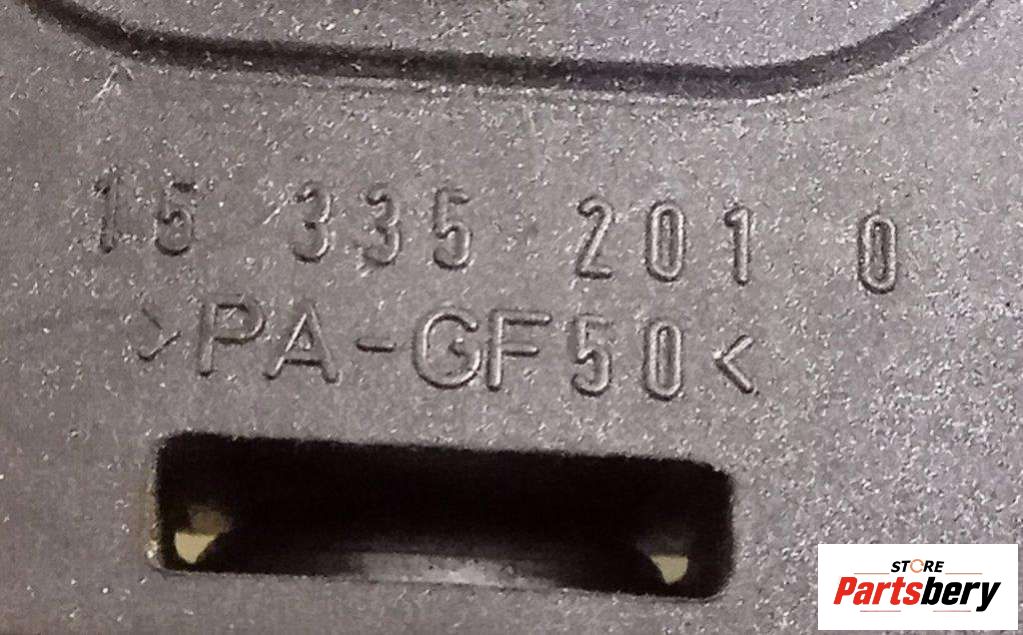 16 335 201 0
>PA-GF50<
STORE
Partsbery